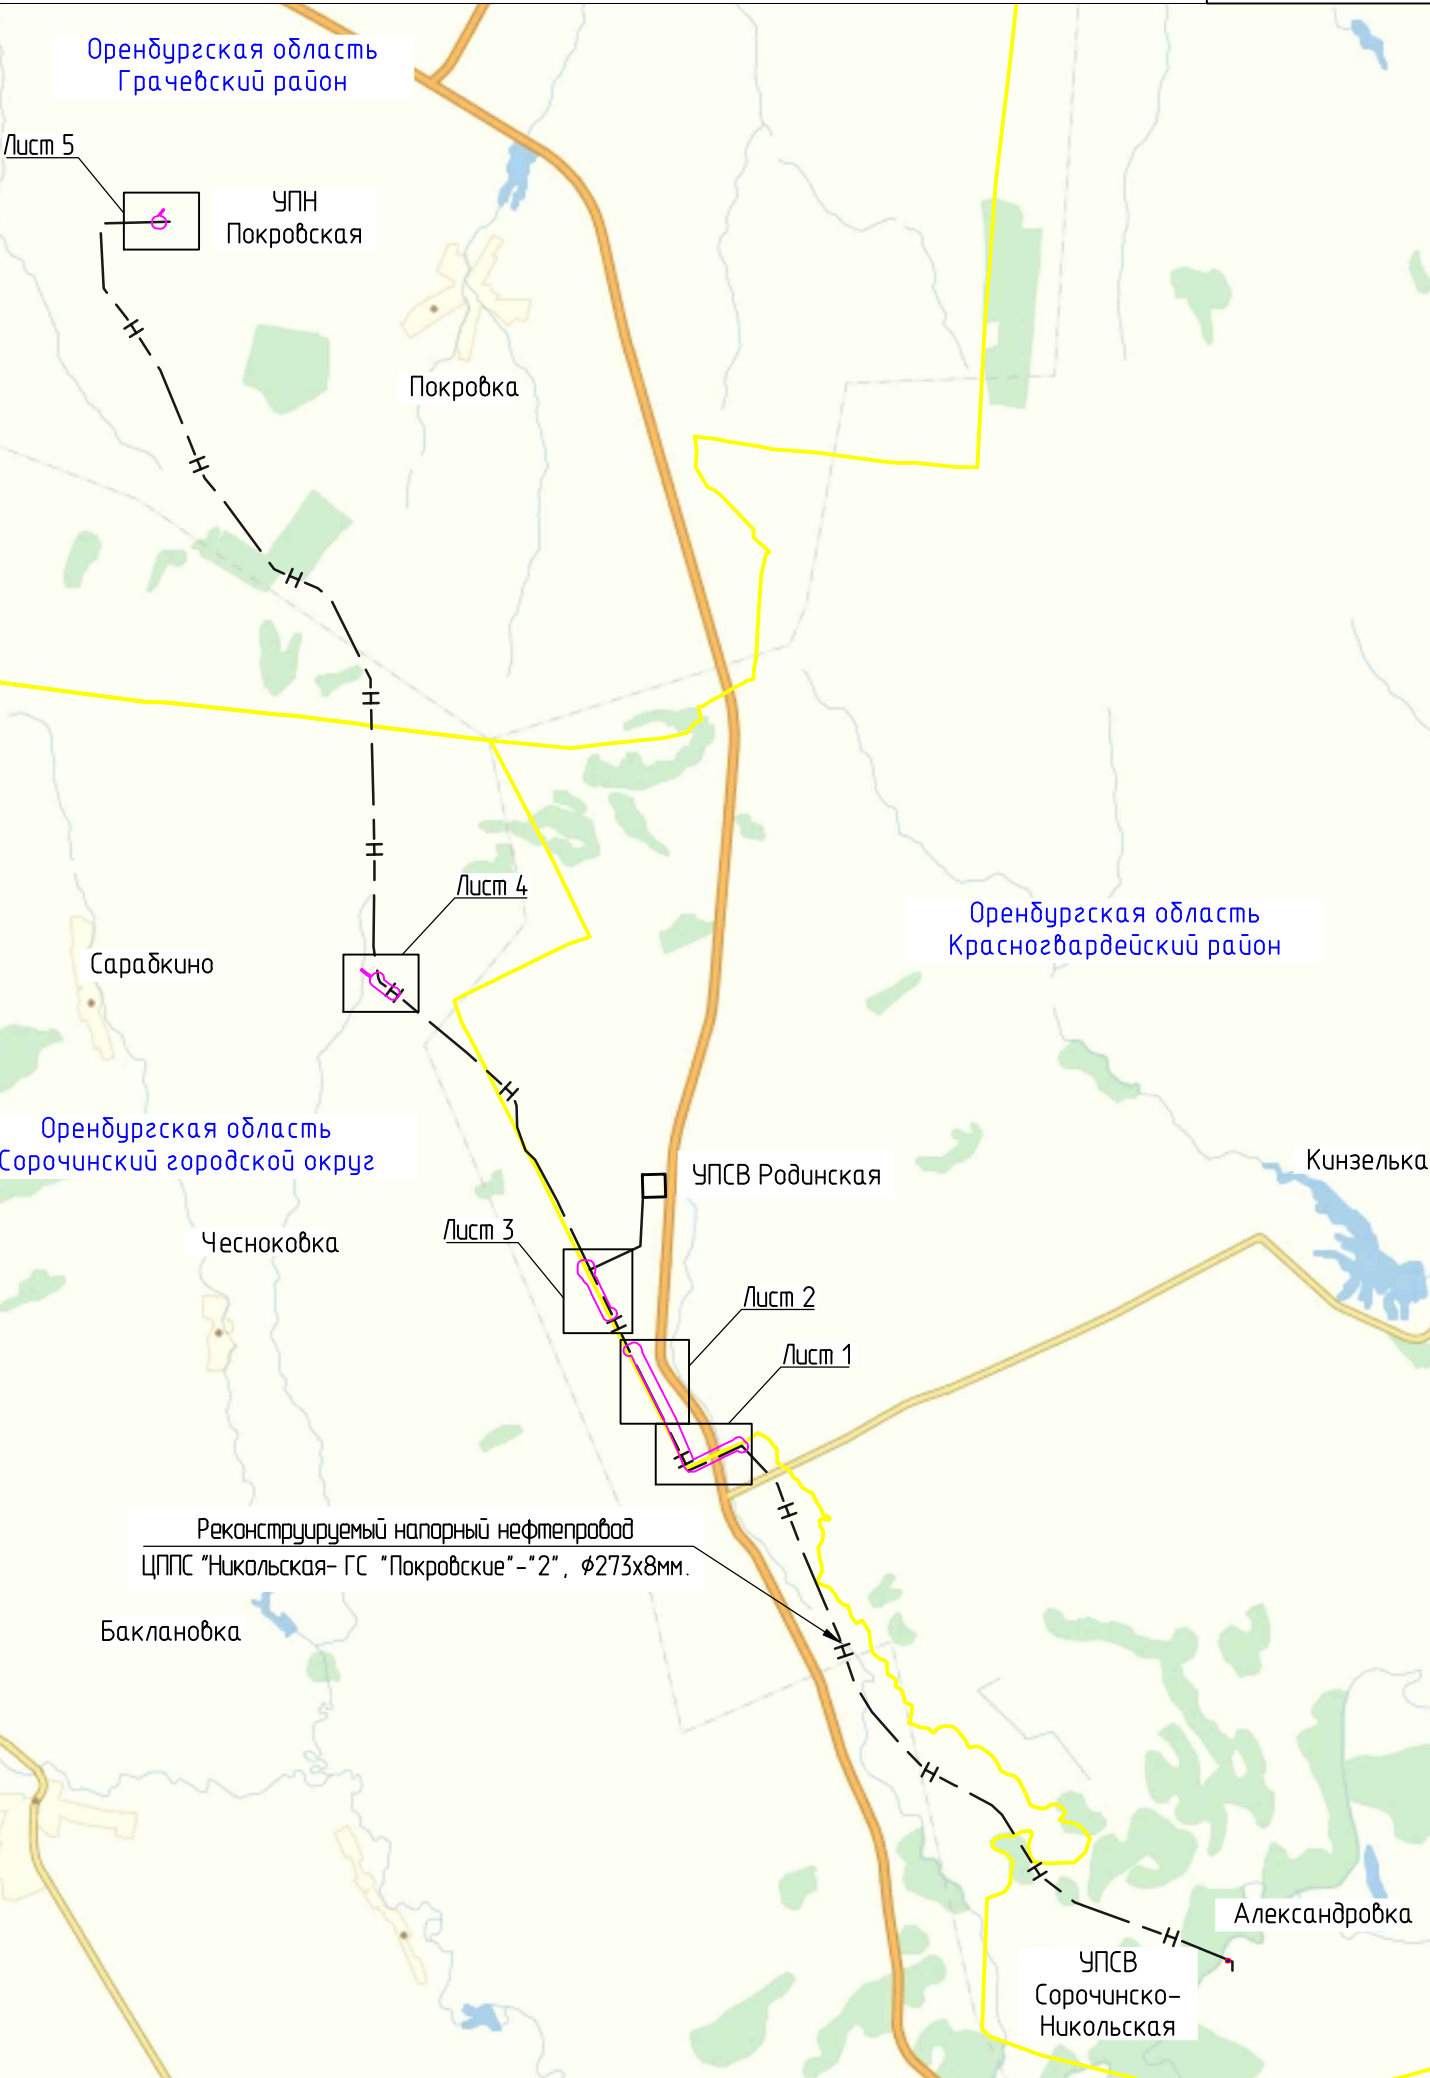 Оренбургская область
Грачевский район
Лист 5
УПН
Покровская
Покровка
Лист 4
Оренбургская область
Красногвардейский район
Сарабкино
Оренбургская область
Сорочинский городской округ
Кинзелька
УПСВ Родинская
Лист 3
Чесноковка
Лист 2
Лист 1
Реконструируемый напорный нефтепровод
ЦППС "Никольская- ГС "Покровские"-"2", ф273х8мм.
Баклановка
Александровка
УПСВ
Сорочинско-
Никольская
Н
Н
Н
Н
Н
Н
Н
Н
Н
Н
Н
Н
Н
Н